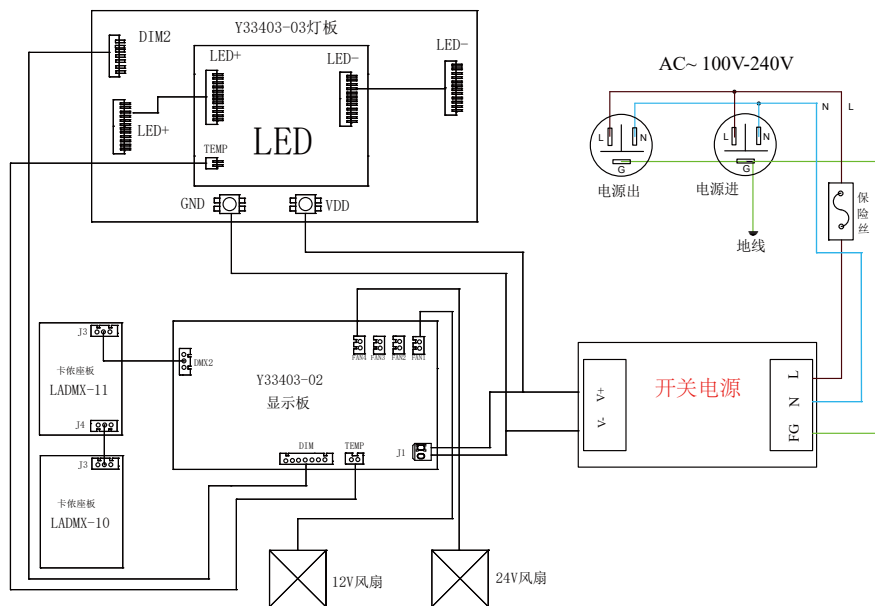 Y33403-03灯板
DIM2
LED+
LED-
LED-
LED+
TEMP
LED
GND
VDD
AC~ 100V-240V
N
L
L
N
G
电源出
L
N
G
电源进
地线
保险丝
J3
卡侬座板
LADMX-11
J4
J3
卡侬座板
LADMX-10
DMX2
Y33403-02
显示板
FAN4
FAN3
FAN2
FAN1
DIM
TEMP
J1
V+
V-
开关电源
L
N
FG
12V风扇
24V风扇